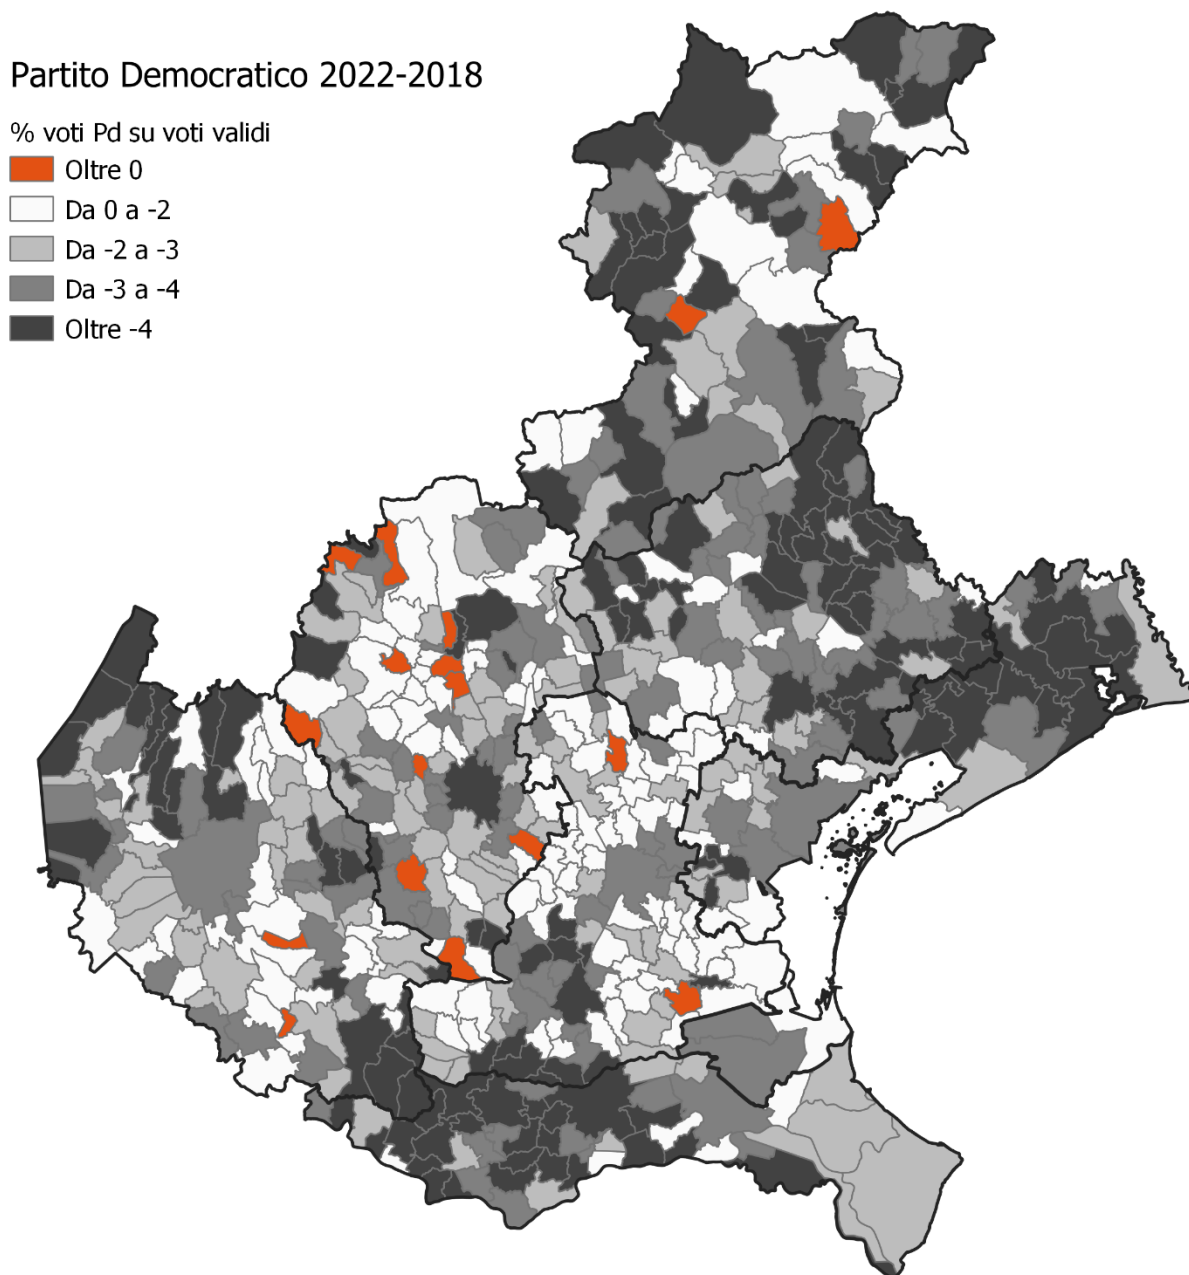 Partito Democratico 2022-2018
% voti Pd su voti validi
Oltre 0
Da 0 a -2
Da -2 a -3
Da -3 a -4
Oltre -4